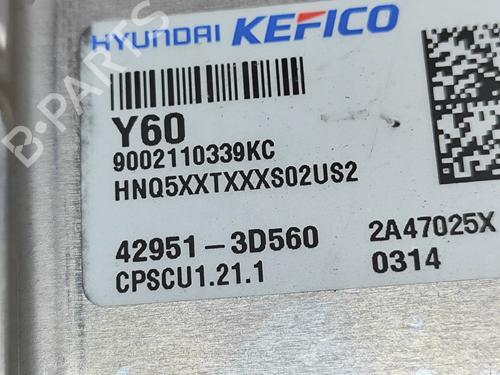 HYUNDAI KEFICO
Y60
9002110339KC
HNQ5XXTXXXS02US2
42951-3D560 2A47025X
CPSCU1.21.1 0314
B-PARTS